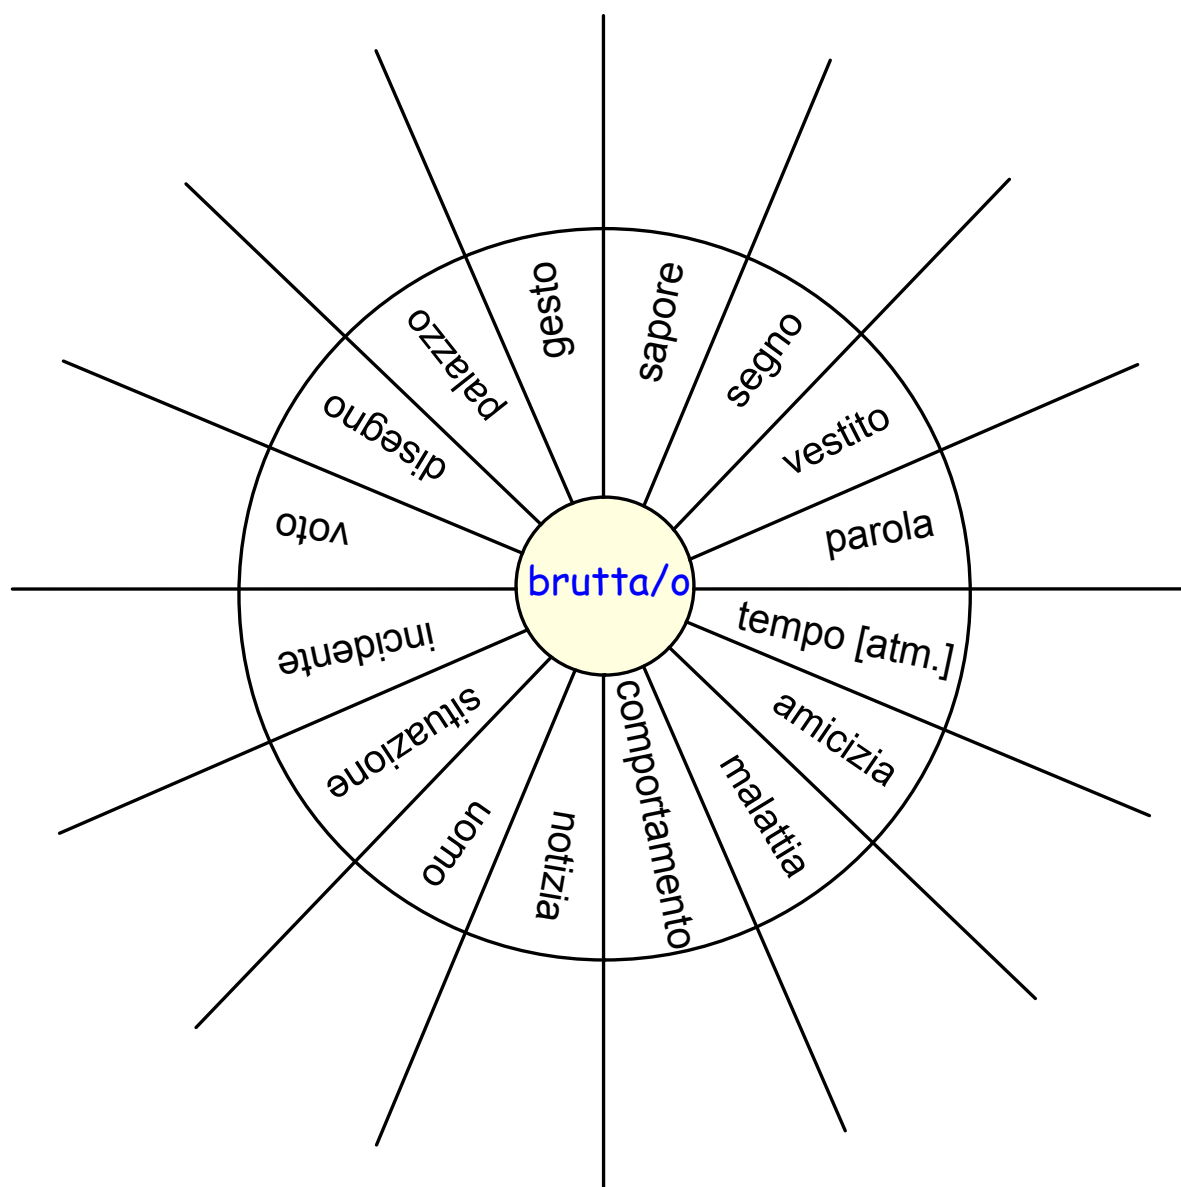 brutta/o
sapore
segno
vestito
parola
tempo [atm.]
amicizia
malattia
comportamento
notizia
uomo
situazione
incidente
voto
disegno
palazzo
gesto